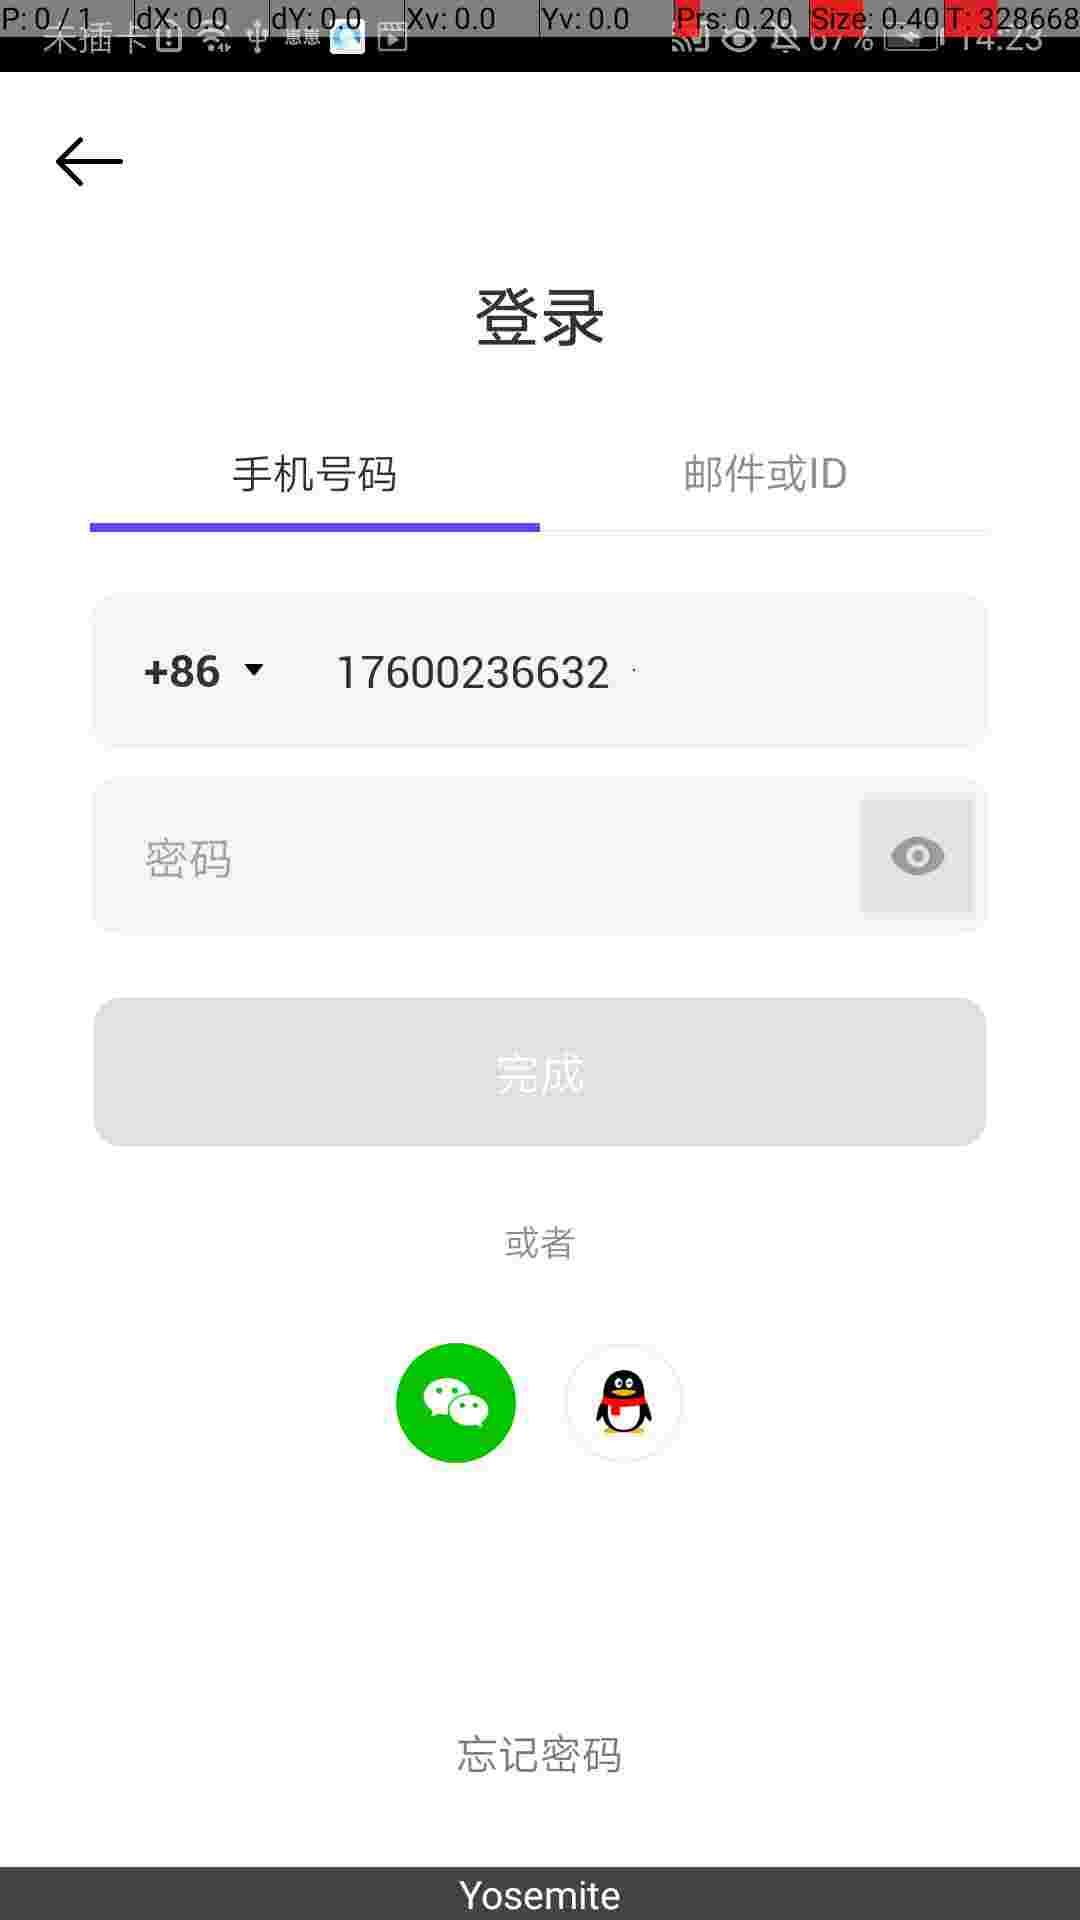 P: 0 / 1 dX: 0.0 dY: 0.0 Xv: 0.0 Yv: 0.0 Prs: 0.20 Size: 0.40 T: 328668
未插卡 67% 14:23
登录
手机号码 邮件或ID
+86 17600236632
密码
完成
或者
忘记密码
Yosemite